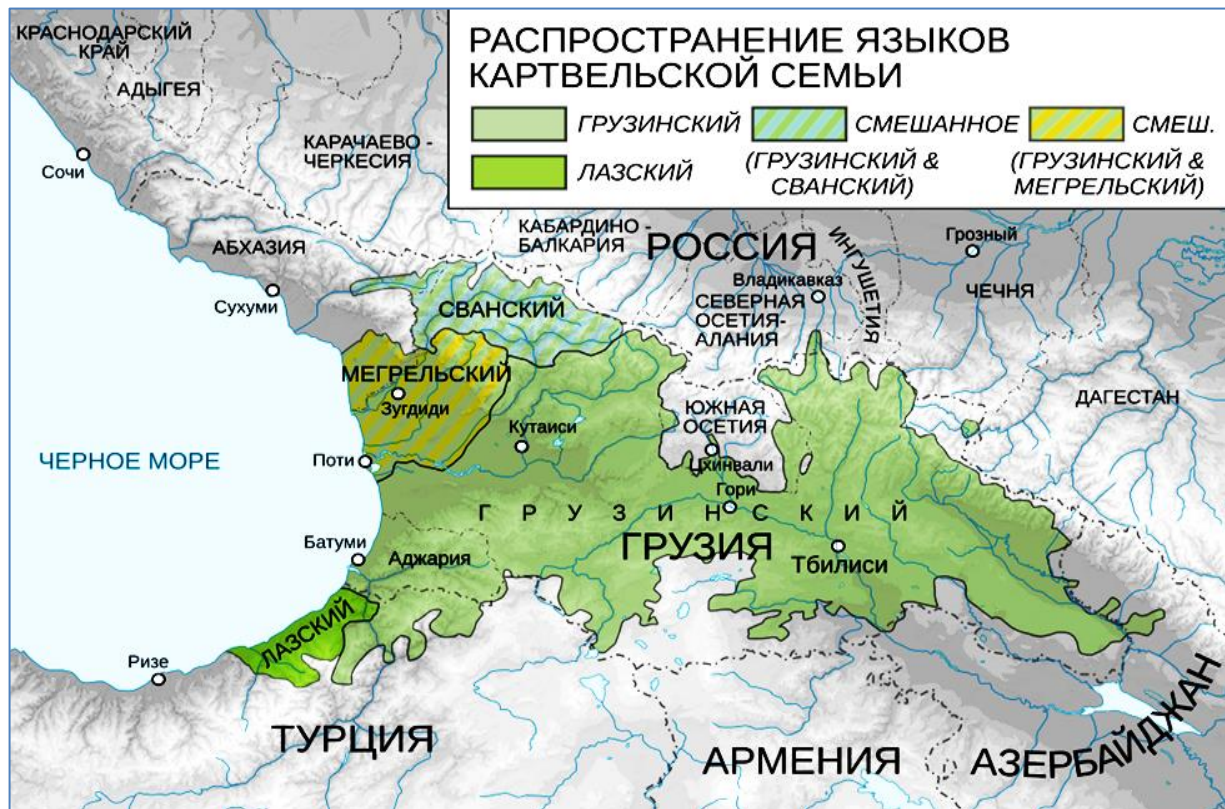 РАСПРОСТРАНЕНИЕ ЯЗЫКОВ
КАРТВЕЛЬСКОЙ СЕМЬИ
ГРУЗИНСКИЙ
СМЕШАННОЕ
(ГРУЗИНСКИЙ &
СВАНСКИЙ)
СМЕШ.
(ГРУЗИНСКИЙ &
МЕГРЕЛЬСКИЙ)
ЛАЗСКИЙ
КРАСНОДАРСКИЙ
КРАЙ
АДЫГЕЯ
КАРАЧАЕВО -
ЧЕРКЕСИЯ
Сочи
АБХАЗИЯ
КАБАРДИНО -
БАЛКАРИЯ
РОССИЯ
ИНГУШЕТИЯ
Грозный
Владикавказ
ЧЕЧНЯ
Сухуми
СВАНСКИЙ
СЕВЕРНАЯ
ОСЕТИЯ-
АЛАНИЯ
МЕГРЕЛЬСКИЙ
Зугдиди
ДАГЕСТАН
ЮЖНАЯ
ОСЕТИЯ
Кутаиси
ЧЕРНОЕ МОРЕ
Поти
Цхинвали
Гори
ГРУЗИНСКИЙ
ГРУЗИЯ
Батуми
Аджария
Тбилиси
ЛАЗСКИЙ
Ризе
ТУРЦИЯ
АРМЕНИЯ
АЗЕРБАЙДЖАН